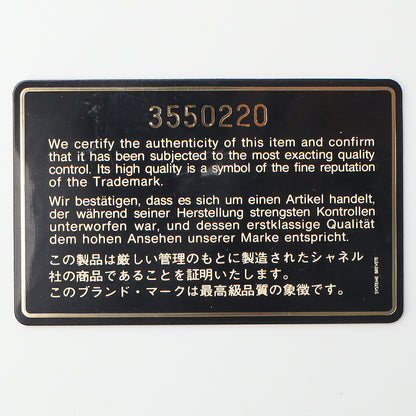 3550220
We certify the authenticity of this item and confirm
that it has been subjected to the most exacting quality
control. Its high quality is a symbol of the fine reputation
of the Trademark.
Wir bestätigen, dass es sich um einen Artikel handelt,
der während seiner Herstellung strengsten Kontrollen
unterworfen war, und dessen erstklassige Qualität
dem hohen Ansehen unserer Marke entspricht.
この製品は厳しい管理のもとに製造されたシャネル
社の商品であることを証明いたします。
このブランド・マークは最高級品質の象徴です。